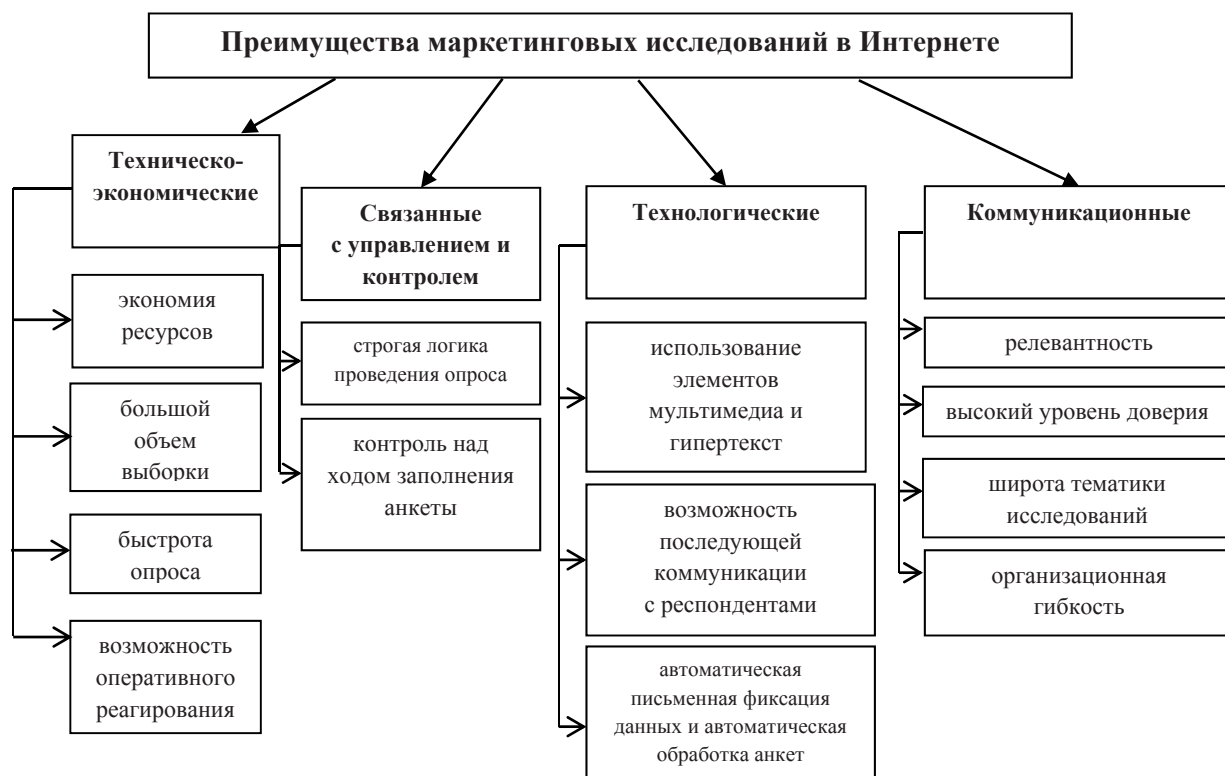 Преимущества маркетинговых исследований в Интернете
Техническо-
экономические
экономия
ресурсов
большой
объем
выборки
быстрота
опроса
возможность
оперативного
реагирования
Связанные
с управлением и
контролем
строгая логика
проведения опроса
контроль над
ходом заполнения
анкеты
Технологические
использование
элементов
мультимедиа и
гипертекст
возможность
последующей
коммуникации
с респондентами
автоматическая
письменная фиксация
данных и автоматическая
обработка анкет
Коммуникационные
релевантность
высокий уровень доверия
широта тематики
исследований
организационная
гибкость